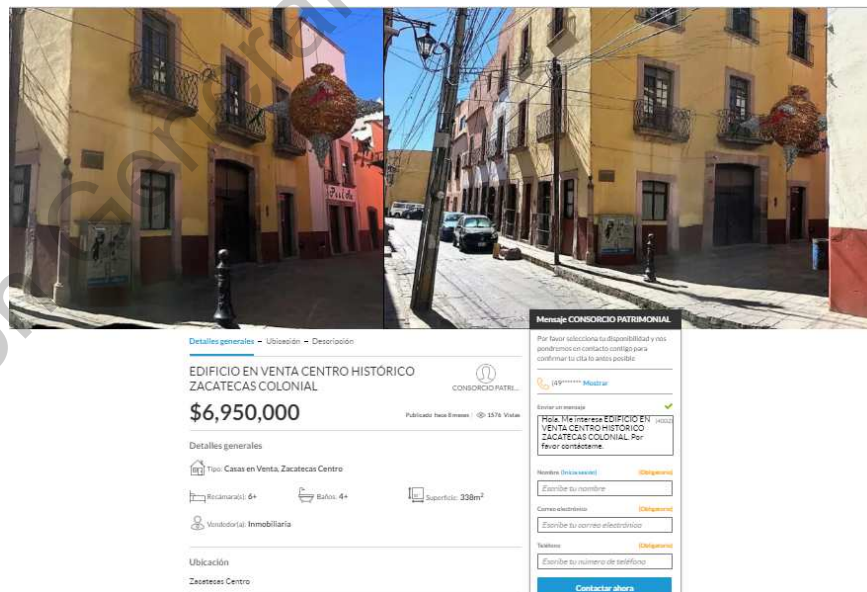 Detalles generales – Ubicación – Descripción
EDIFICIO EN VENTA CENTRO HISTÓRICO
ZACATECAS COLONIAL
CONSORCIO PATRI...
$6,950,000
Publicado hace 8 meses | 1576 Vistas
Detalles generales
Tipo: Casas en Venta, Zacatecas Centro
Recámara(s): 6+
Baños: 4+
Superficie: 338m²
Vendedor(a): Inmobiliaria
Ubicación
Zacatecas Centro
Mensaje CONSORCIO PATRIMONIAL
Por favor selecciona tu disponibilidad y nos
pondremos en contacto contigo para
confirmar tu cita lo antes posible
(49******* Mostrar
Enviar un mensaje
Hola. Me interesa EDIFICIO EN
VENTA CENTRO HISTÓRICO
ZACATECAS COLONIAL. Por
favor contácteme.
Nombre (Inicia sesión) (Obligatorio)
Escribe tu nombre
Correo electrónico (Obligatorio)
Escribe tu correo electrónico
Teléfono (Obligatorio)
Escribe tu número de teléfono
Contactar ahora